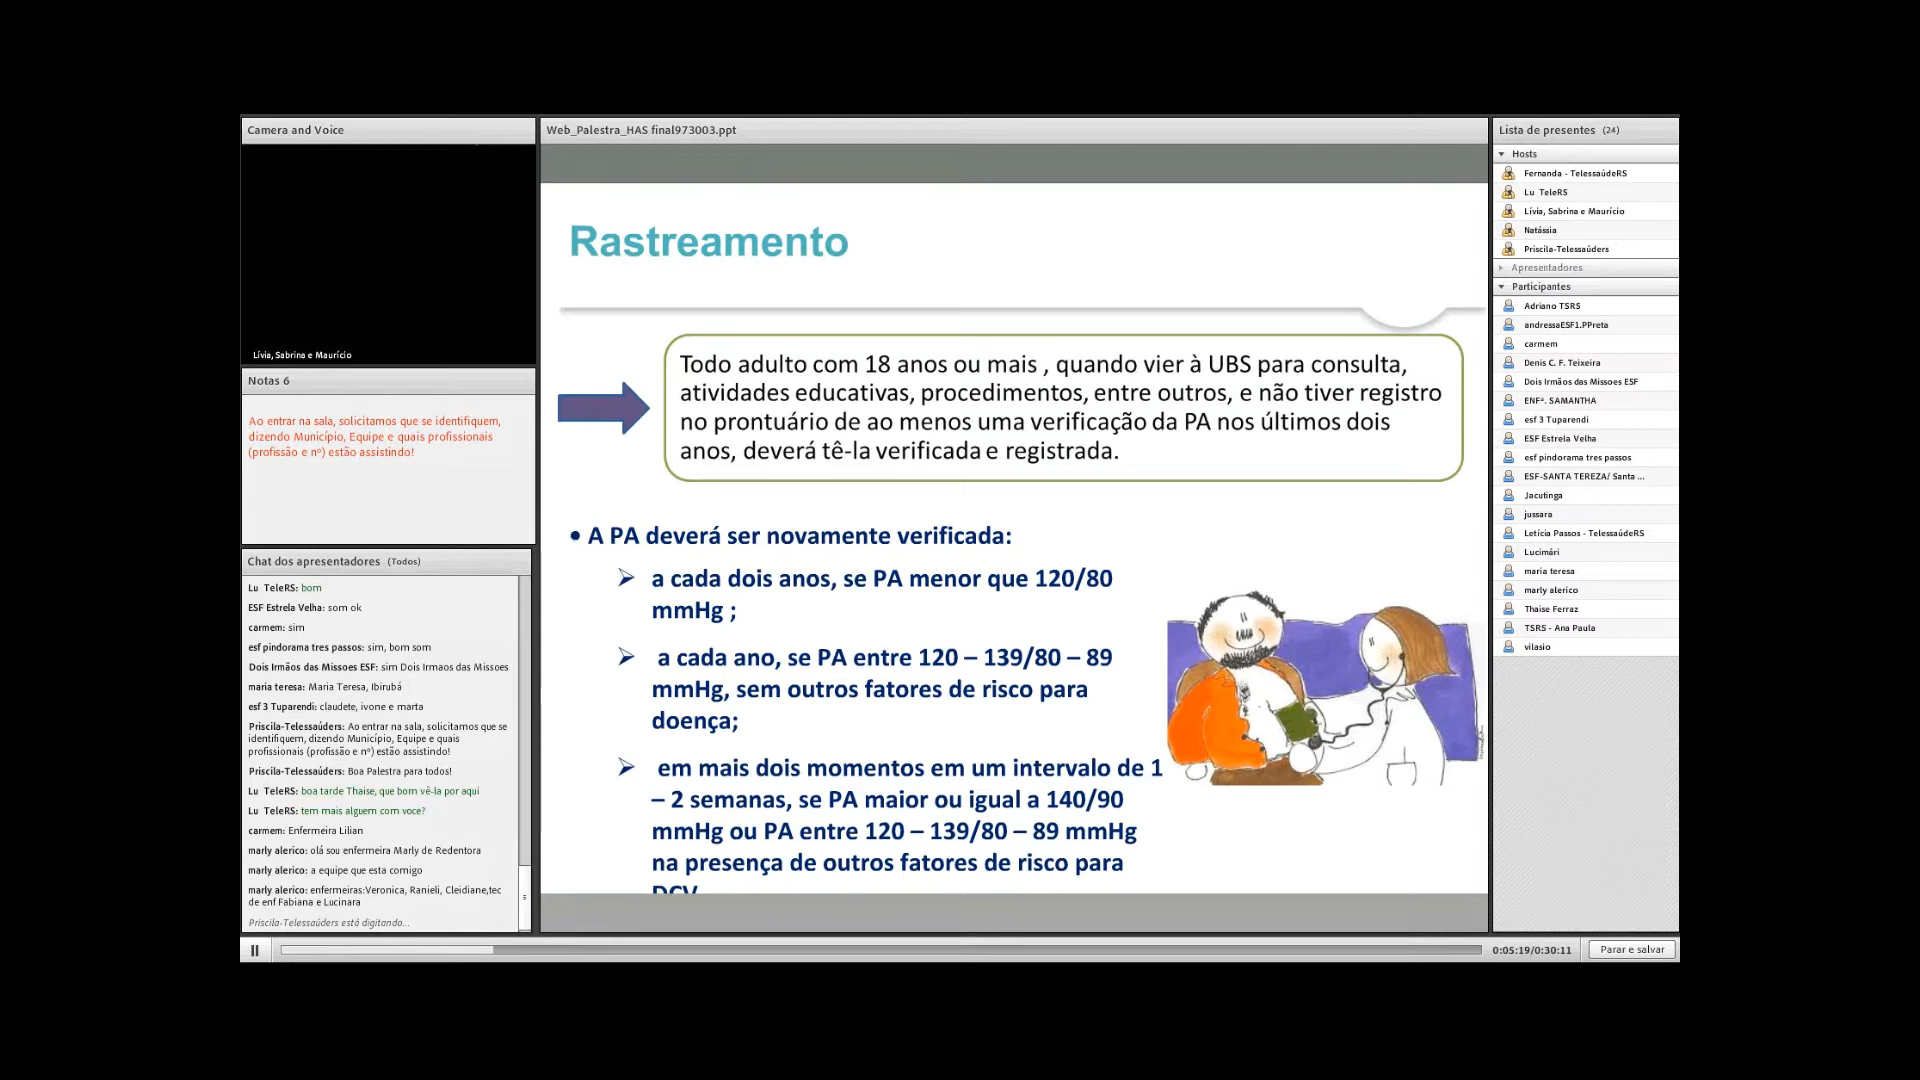 Camera and Voice
Lívia, Sabrina e Maurício
Notas 6
Ao entrar na sala, solicitamos que se identifiquem,
dizendo Município, Equipe e quais profissionais
(profissão e nº) estão assistindo!
Chat dos apresentadores (Todos)
Lu TeleRS: bom
ESF Estrela Velha: som ok
carmem: sim
esf pindorama tres passos: sim, bom som
Dois Irmãos das Missoes ESF: sim Dois Irmaos das Missoes
maria teresa: Maria Teresa, Ibirubá
esf 3 Tuparendi: claudete, ivone e marta
Priscila-Telessaúders: Ao entrar na sala, solicitamos que se
identifiquem, dizendo Município, Equipe e quais
profissionais (profissão e nº) estão assistindo!
Priscila-Telessaúders: Boa Palestra para todos!
Lu TeleRS: boa tarde Thaise, que bom vê-la por aqui
Lu TeleRS: tem mais alguem com voce?
carmem: Enfermeira Lilian
marly alerico: olá sou enfermeira Marly de Redentora
marly alerico: a equipe que esta comigo
marly alerico: enfermeiras:Veronica, Ranieli, Cleidiane,tec
de enf Fabiana e Lucinara
Priscila-Telessaúders está digitando...
Web_Palestra_HAS final973003.ppt
Rastreamento
Todo adulto com 18 anos ou mais , quando vier à UBS para consulta,
atividades educativas, procedimentos, entre outros, e não tiver registro
no prontuário de ao menos uma verificação da PA nos últimos dois
anos, deverá tê-la verificada e registrada.
• A PA deverá ser novamente verificada:
➢ a cada dois anos, se PA menor que 120/80
mmHg ;
➢ a cada ano, se PA entre 120 – 139/80 – 89
mmHg, sem outros fatores de risco para
doença;
➢ em mais dois momentos em um intervalo de 1
– 2 semanas, se PA maior ou igual a 140/90
mmHg ou PA entre 120 – 139/80 – 89 mmHg
na presença de outros fatores de risco para
DCV
Lista de presentes (24)
Hosts
Fernanda - TelessaúdeRS
Lu TeleRS
Lívia, Sabrina e Maurício
Natássia
Priscila-Telessaúders
Apresentadores
Participantes
Adriano TSRS
andressaESF1.PPreta
carmem
Denis C. F. Teixeira
Dois Irmãos das Missoes ESF
ENFª. SAMANTHA
esf 3 Tuparendi
ESF Estrela Velha
esf pindorama tres passos
ESF-SANTA TEREZA/ Santa ...
Jacutinga
jussara
Letícia Passos - TelessaúdeRS
Lucimári
maria teresa
marly alerico
Thaise Ferraz
TSRS - Ana Paula
vilasio
0:05:19/0:30:11
Parar e salvar